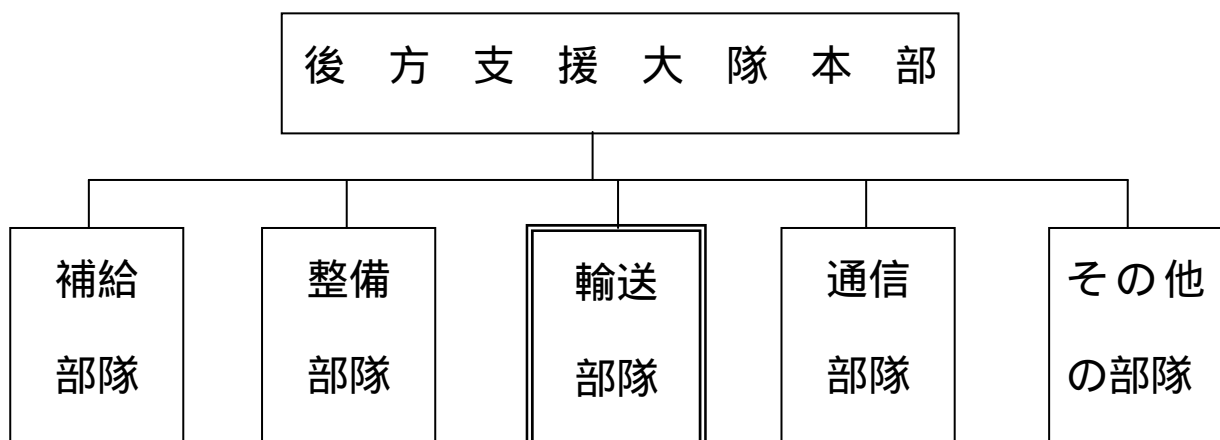 後方支援大隊本部
補給
部隊
整備
部隊
輸送
部隊
通信
部隊
その他
の部隊